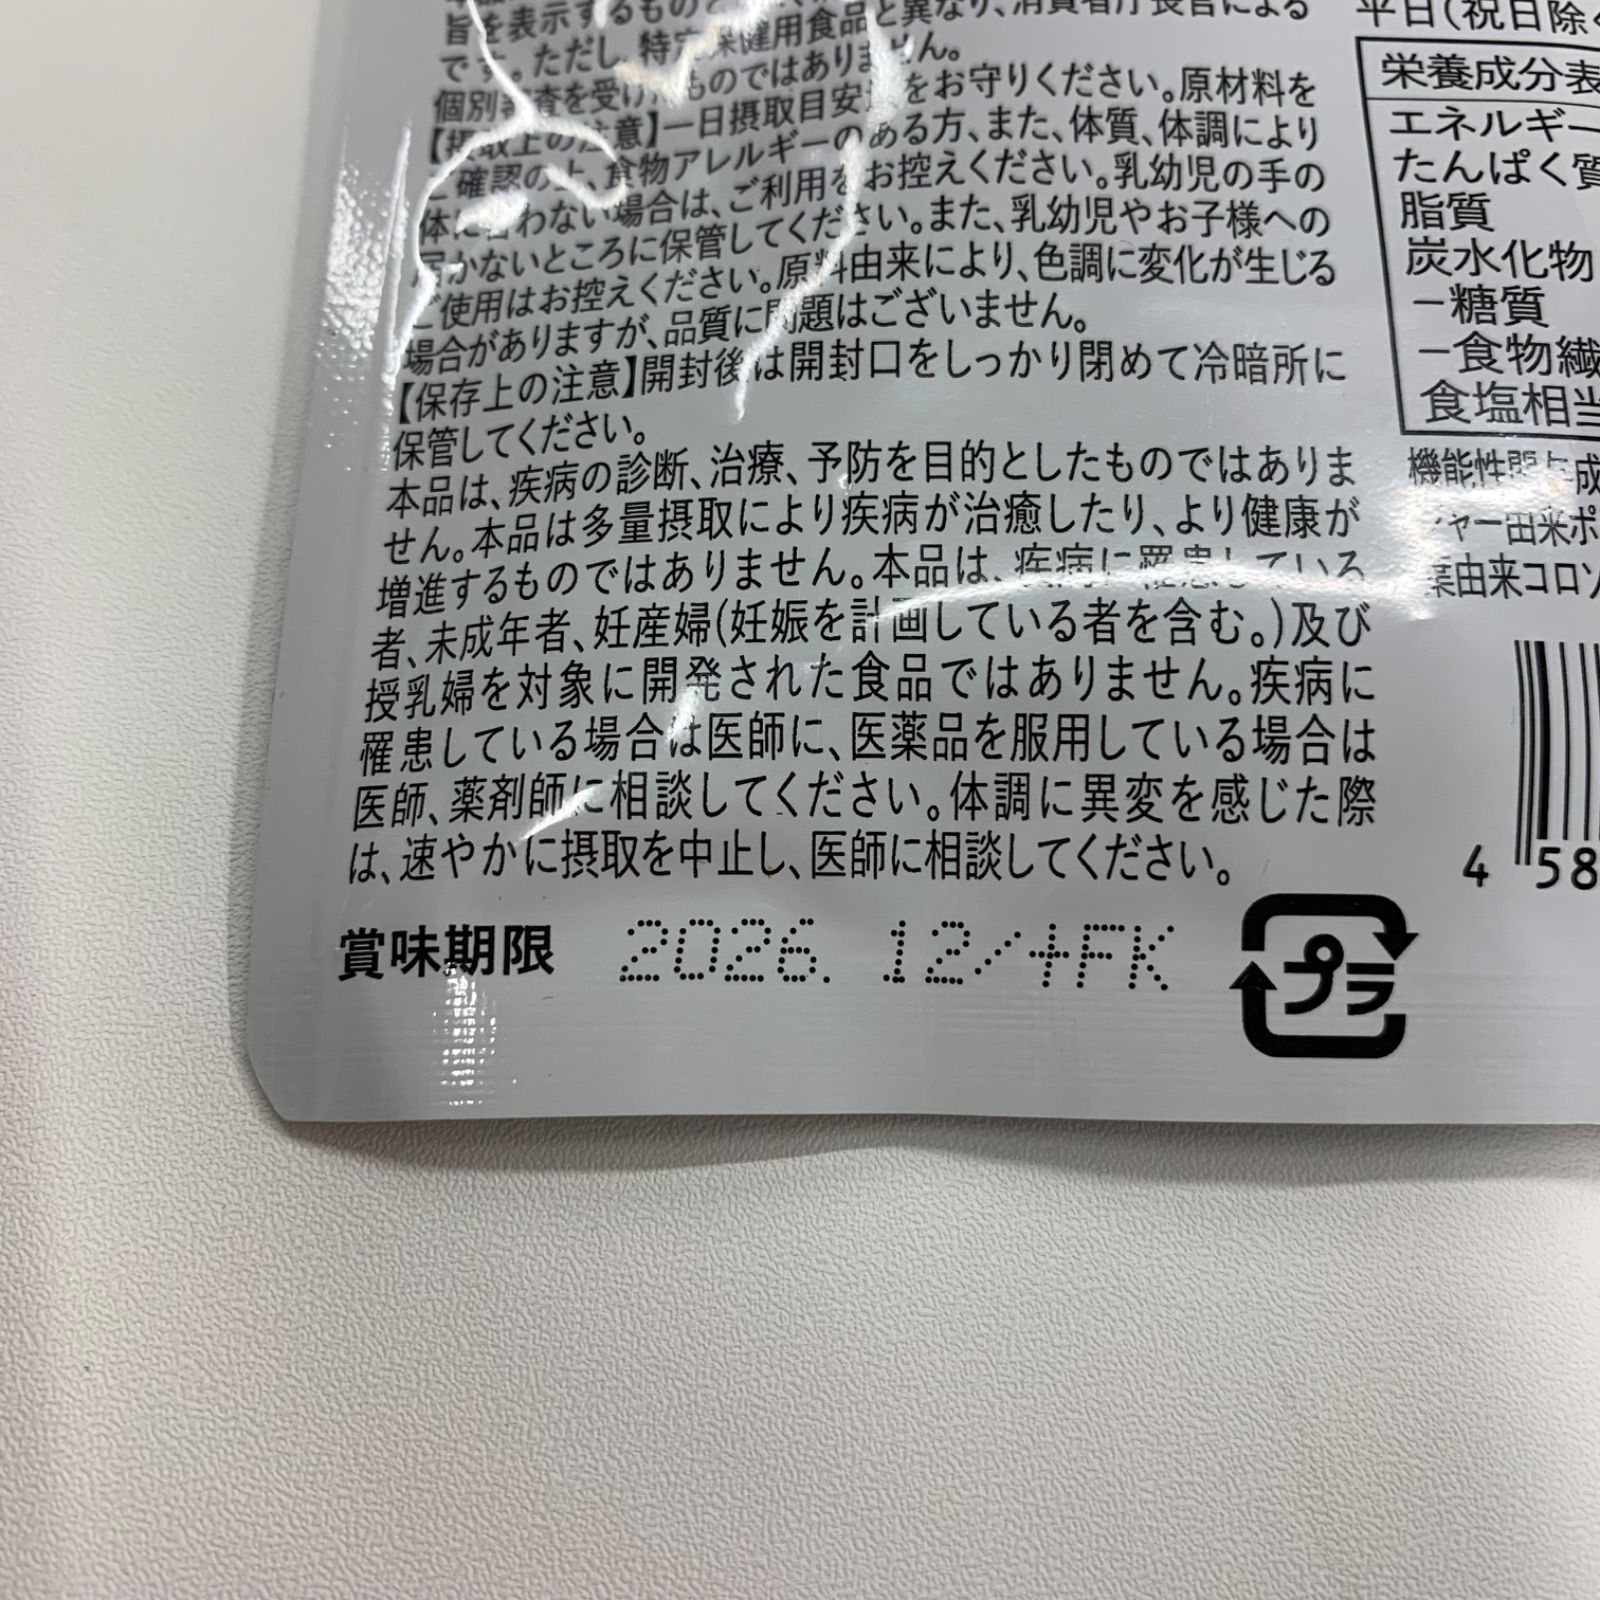 旨を表示するものと
です。ただし、特定保健用食品と異なり、消費者庁長官による
個別審査を受けたものではありません。
【摂取上の注意】一日摂取目安量をお守りください。原材料を
ご確認の上、食物アレルギーのある方、また、体質、体調により
体に合わない場合は、ご利用をお控えください。乳幼児の手の
届かないところに保管してください。また、乳幼児やお子様への
ご使用はお控えください。原料由来により、色調に変化が生じる
場合がありますが、品質に問題はございません。
【保存上の注意】開封後は開封口をしっかり閉めて冷暗所に
保管してください。
本品は、疾病の診断、治療、予防を目的としたものではありま
せん。本品は多量摂取により疾病が治癒したり、より健康が
増進するものではありません。本品は、疾病に罹患している
者、未成年者、妊産婦(妊娠を計画している者を含む。)及び
授乳婦を対象に開発された食品ではありません。疾病に
罹患している場合は医師に、医薬品を服用している場合は
医師、薬剤師に相談してください。体調に異変を感じた際
は、速やかに摂取を中止し、医師に相談してください。
賞味期限 2026.12/+FK
プラ
平日(祝日除く
栄養成分表
エネルギー
たんぱく質
脂質
炭水化物
−糖質
−食物繊
食塩相当
機能性関与成
ジャー由来ポ
葉由来コロソ
4 58